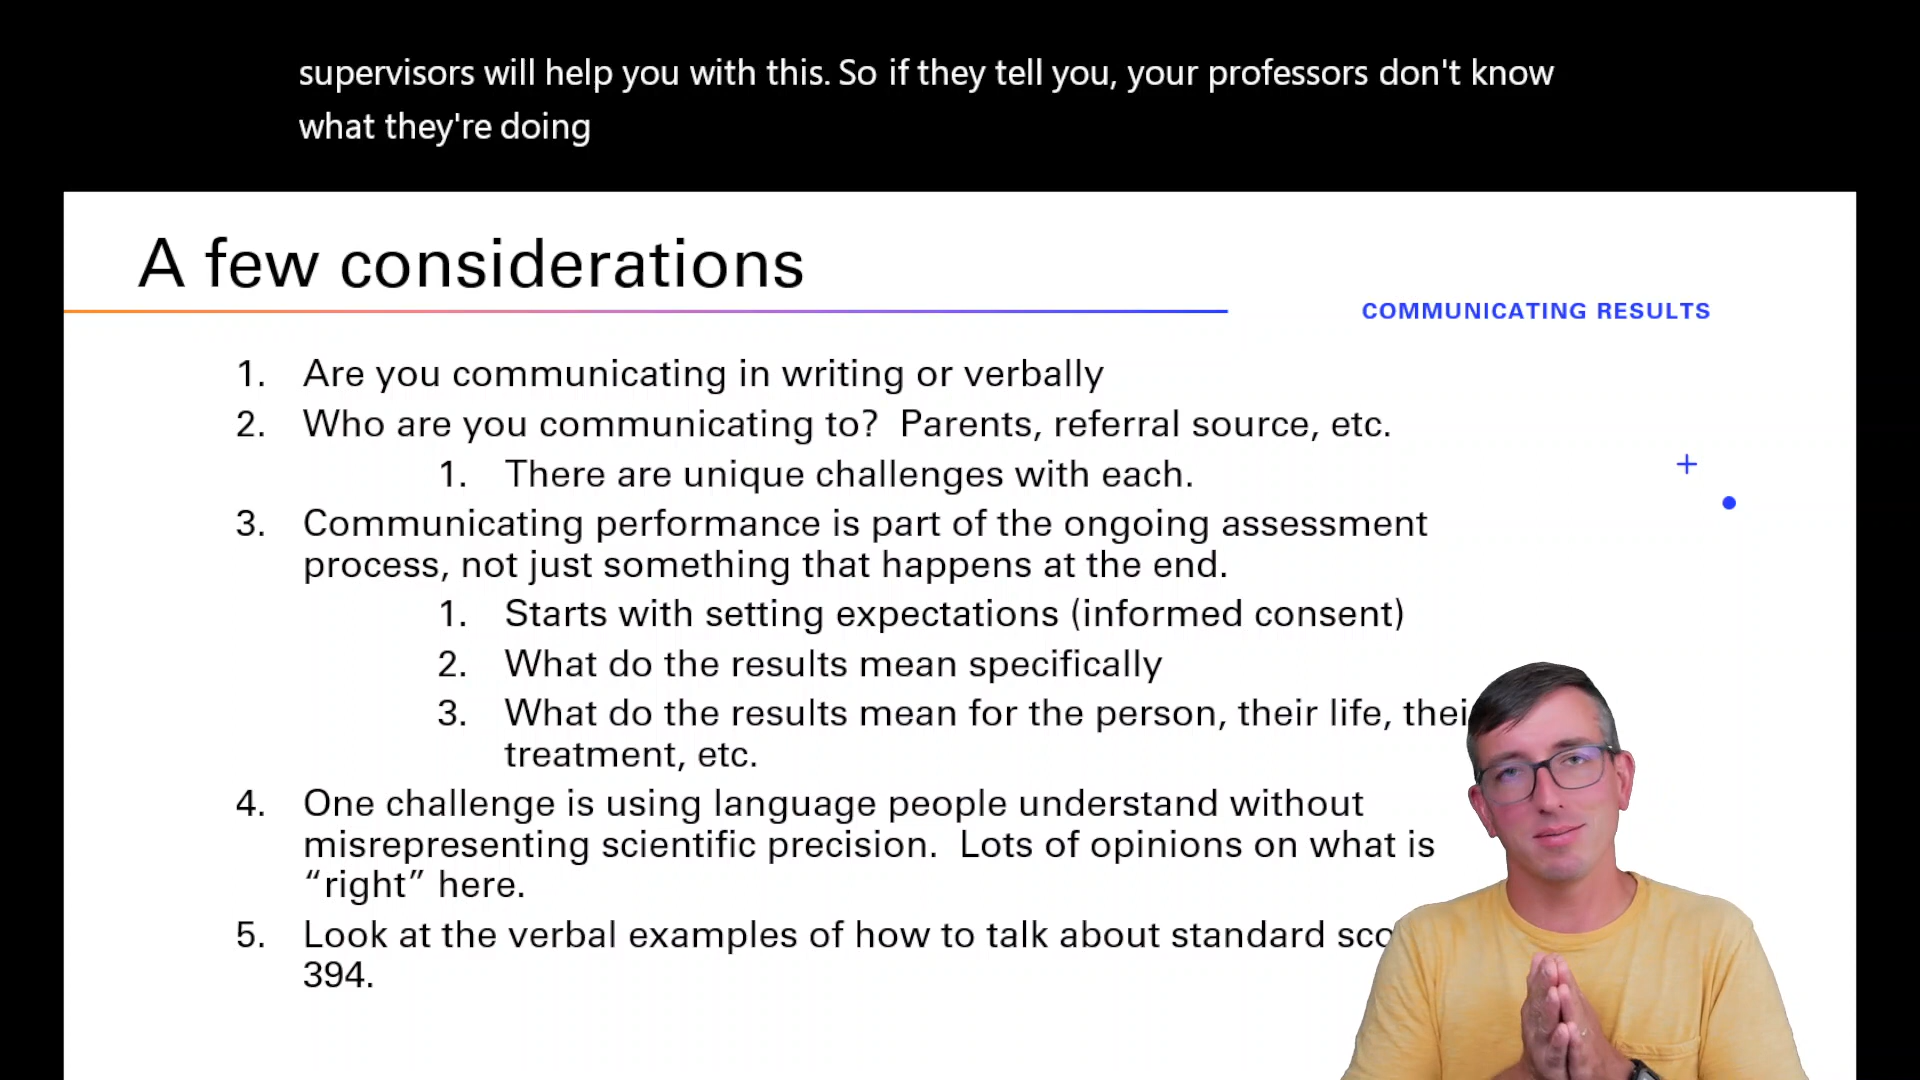 supervisors will help you with this. So if they tell you, your professors don't know
what they're doing
A few considerations
COMMUNICATING RESULTS
1. Are you communicating in writing or verbally
2. Who are you communicating to? Parents, referral source, etc.
1. There are unique challenges with each.
3. Communicating performance is part of the ongoing assessment
process, not just something that happens at the end.
1. Starts with setting expectations (informed consent)
2. What do the results mean specifically
3. What do the results mean for the person, their life,
treatment, etc.
4. One challenge is using language people understand without
misrepresenting scientific precision. Lots of opinions on what is
“right” here.
5. Look at the verbal examples of how to talk about standard
394.